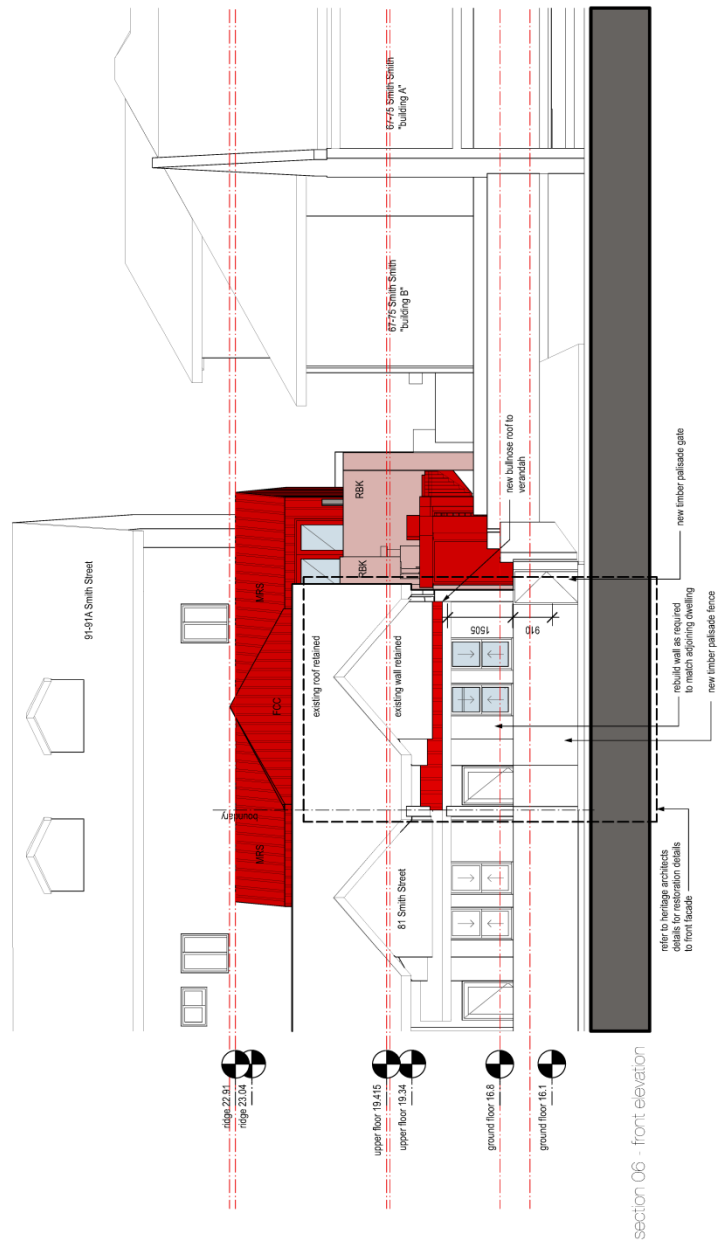 91-91A Smith Street
67-75 Smith Smith
"building A"
67-75 Smith Smith
"building B"
MRS
FCC
MRS
boundary
RBK
RBK
existing roof retained
existing wall retained
81 Smith Street
new bullnose roof to
verandah
1505
910
new timber palisade gate
rebuild wall as required
to match adjoining dwelling
new timber palisade fence
refer to heritage architects
details for restoration details
to front facade
ridge 22.91
ridge 23.04
upper floor 19.415
upper floor 19.34
ground floor 16.8
ground floor 16.1
section 06 - front elevation